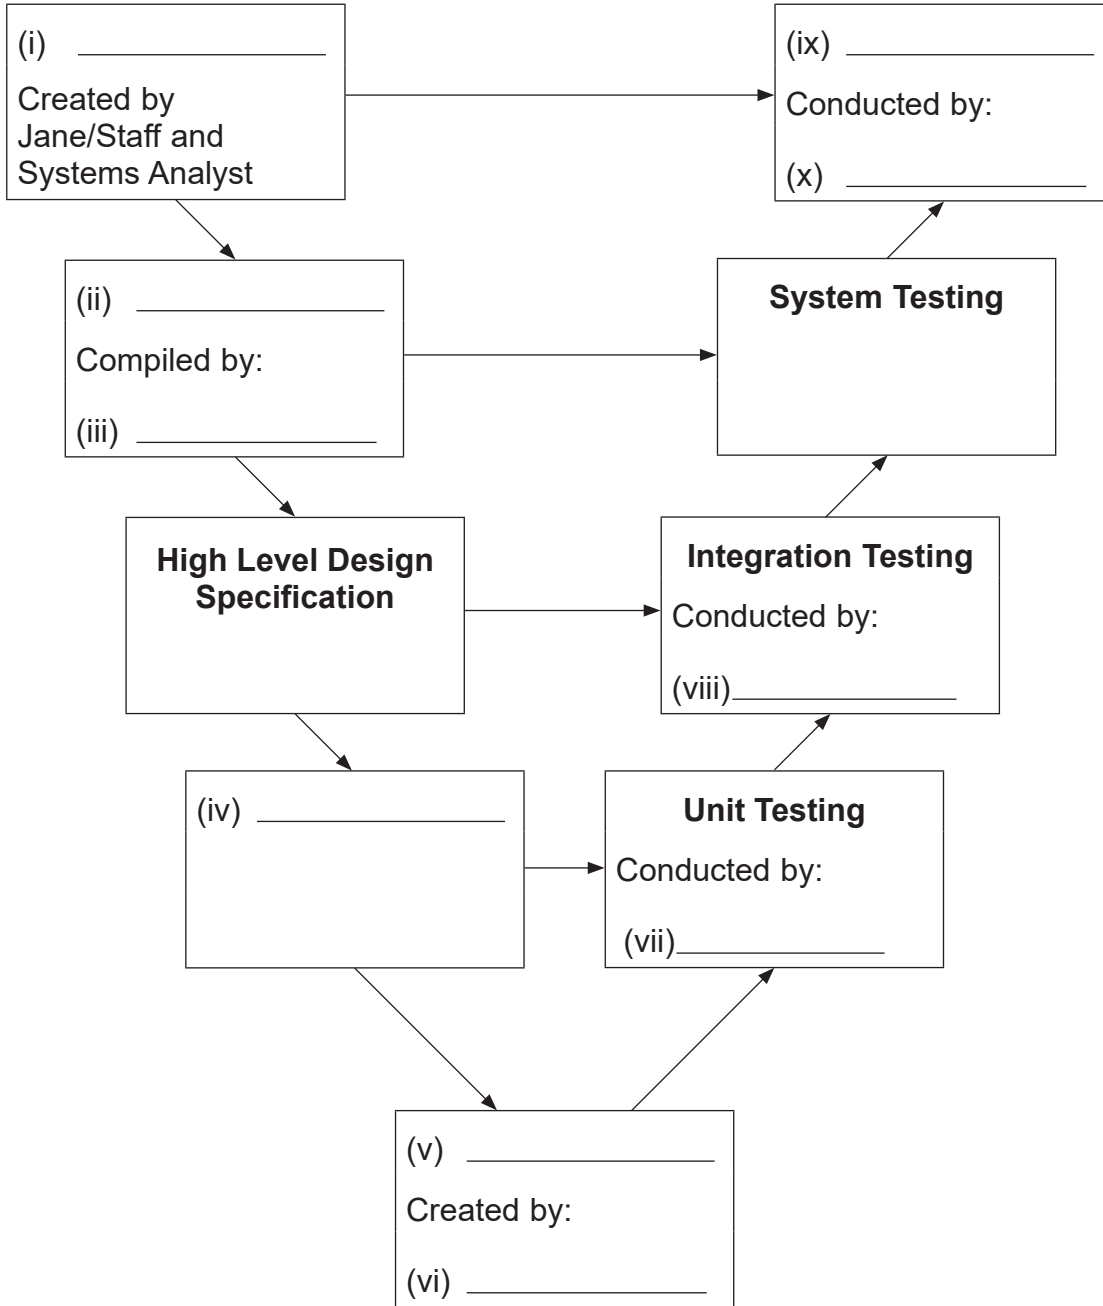 (i)
Created by
Jane/Staff and
Systems Analyst
(ix)
Conducted by:
(x)
(ii)
Compiled by:
(iii)
System Testing
High Level Design
Specification
Integration Testing
Conducted by:
(viii)
(iv)
Unit Testing
Conducted by:
(vii)
(v)
Created by:
(vi)